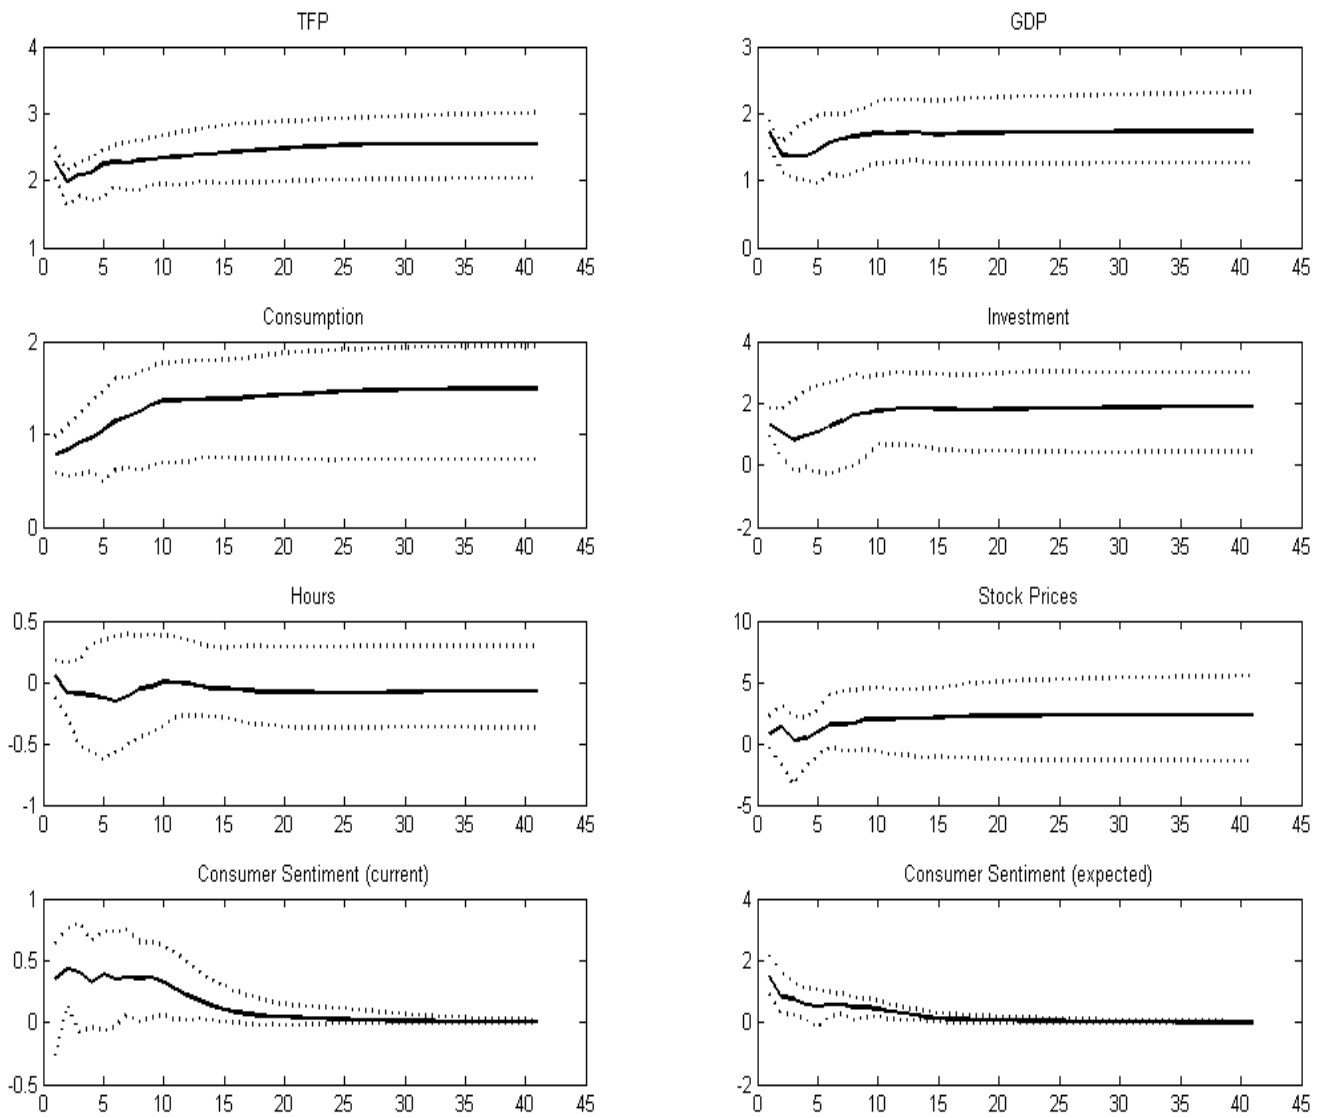 TFP
4
3
2
1
0 5 10 15 20 25 30 35 40 45
GDP
3
2
1
0
0 5 10 15 20 25 30 35 40 45
Consumption
2
1
0
0 5 10 15 20 25 30 35 40 45
Investment
4
2
0
-2
0 5 10 15 20 25 30 35 40 45
Hours
0.5
0
-0.5
-1
0 5 10 15 20 25 30 35 40 45
Stock Prices
10
5
0
-5
0 5 10 15 20 25 30 35 40 45
Consumer Sentiment (current)
1
0.5
0
-0.5
0 5 10 15 20 25 30 35 40 45
Consumer Sentiment (expected)
4
2
0
-2
0 5 10 15 20 25 30 35 40 45